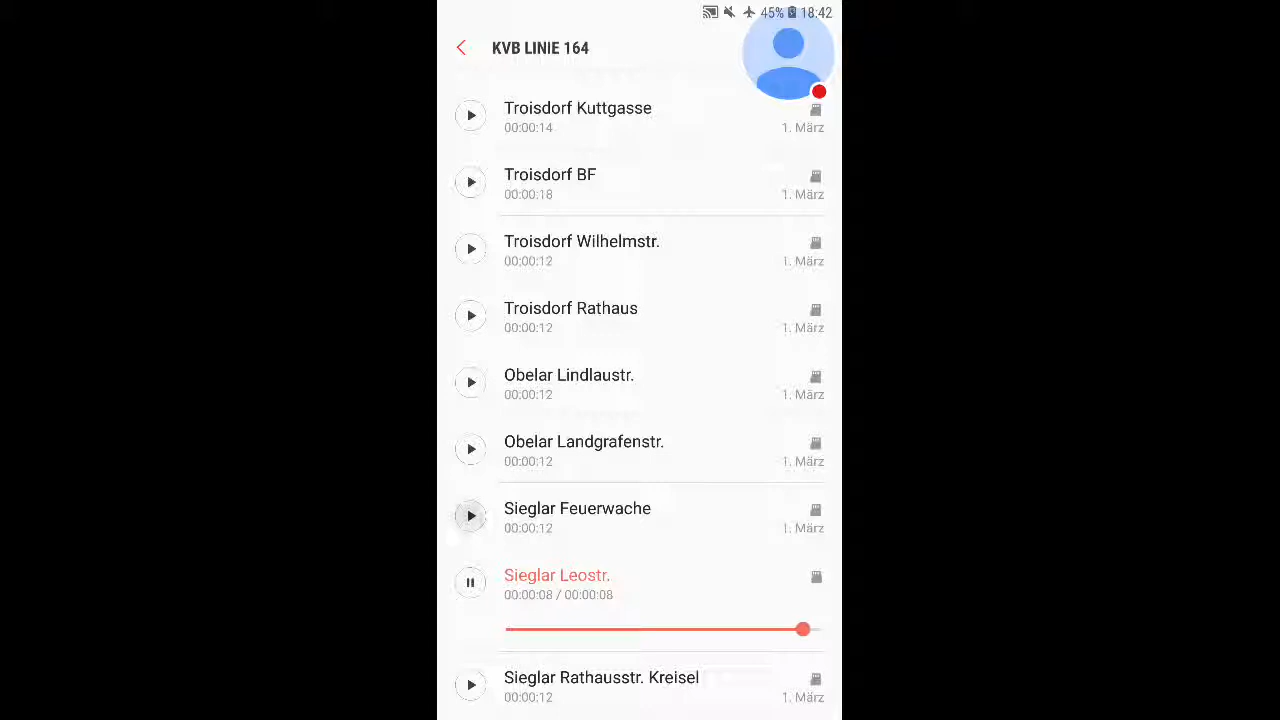 45% 18:42
KVB LINIE 164
Troisdorf Kuttgasse
00:00:14 1. März
Troisdorf BF
00:00:18 1. März
Troisdorf Wilhelmstr.
00:00:12 1. März
Troisdorf Rathaus
00:00:12 1. März
Obelar Lindlaustr.
00:00:12 1. März
Obelar Landgrafenstr.
00:00:12 1. März
Sieglar Feuerwache
00:00:12 1. März
Sieglar Leostr.
00:00:08 / 00:00:08
Sieglar Rathausstr. Kreisel
00:00:12 1. März